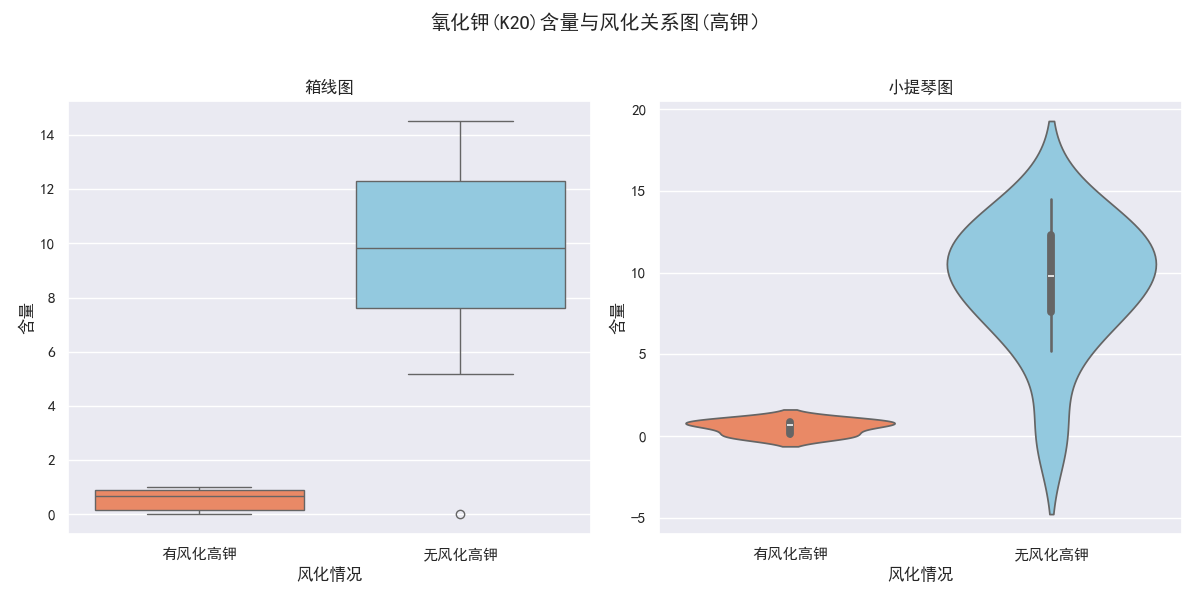 氧化钾(K2O)含量与风化关系图(高钾)
箱线图
含量
14
12
10
8
6
4
2
0
有风化高钾
无风化高钾
风化情况
小提琴图
含量
20
15
10
5
0
−5
有风化高钾
无风化高钾
风化情况